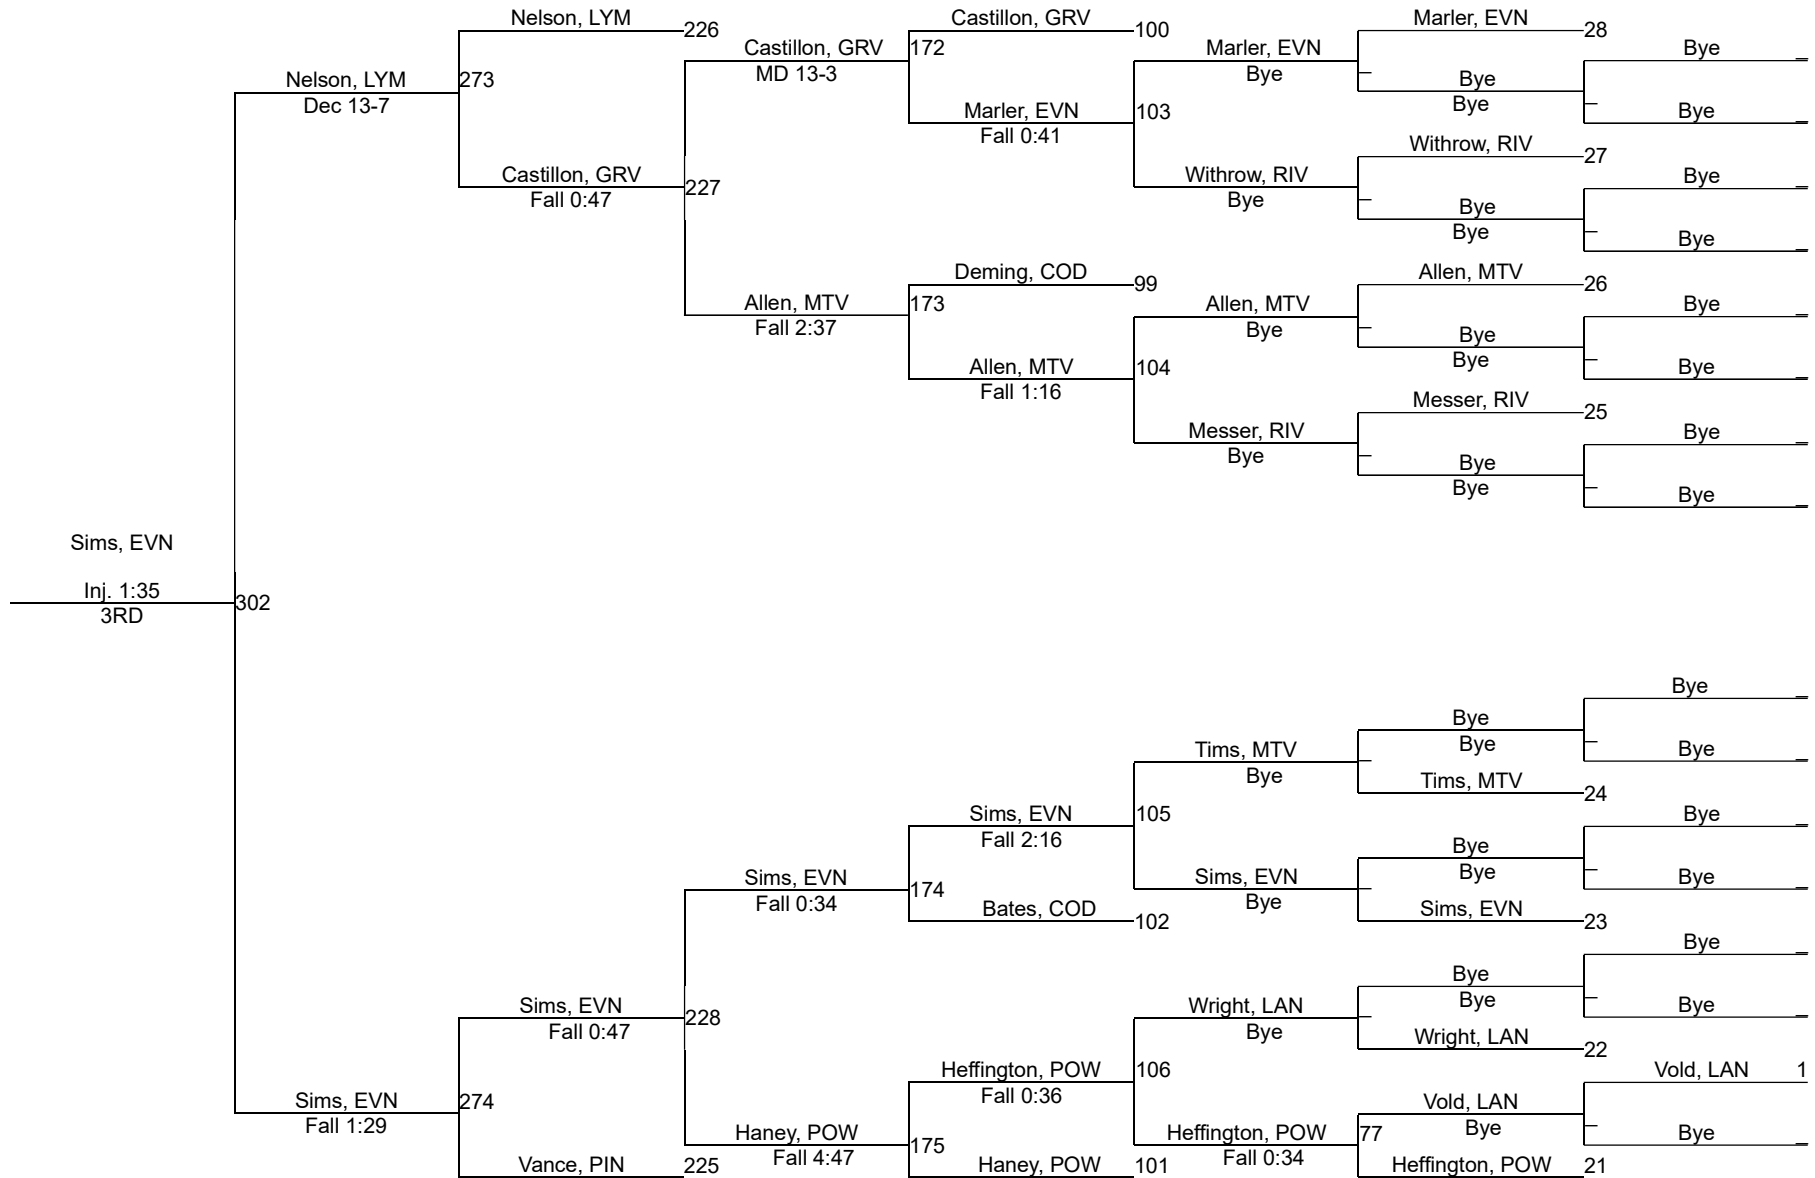 Nelson, LYM
226
Castillon, GRV
100
Marler, EVN
28
Castillon, GRV
172
Marler, EVN
Bye
_
Nelson, LYM
273
MD 13-3
Bye
_
Bye
Dec 13-7
Marler, EVN
103
Bye
_
Bye
_
Fall 0:41
Withrow, RIV
27
Castillon, GRV
227
Withrow, RIV
Bye
_
Fall 0:47
Bye
_
Bye
Bye
_
Bye
_
Deming, COD
99
Allen, MTV
26
Allen, MTV
173
Allen, MTV
Bye
_
Fall 2:37
Bye
_
Bye
Allen, MTV
104
Bye
_
Bye
_
Fall 1:16
Messer, RIV
25
Messer, RIV
Bye
_
Bye
_
Bye
Bye
_
Bye
_
Sims, EVN
Inj. 1:35
302
3RD
Bye
_
Bye
Tims, MTV
Bye
_
Bye
_
Bye
_
Tims, MTV
24
Sims, EVN
105
Bye
_
Fall 2:16
Bye
Sims, EVN
174
Sims, EVN
Bye
_
Bye
_
Fall 0:34
Bye
_
Bates, COD
102
Sims, EVN
23
Bye
_
Bye
Sims, EVN
228
Wright, LAN
Bye
_
Bye
_
Fall 0:47
Bye
_
Wright, LAN
22
Heffington, POW
106
Vold, LAN
1
Sims, EVN
274
Fall 0:36
Vold, LAN
Fall 1:29
Bye
_
Haney, POW
175
Heffington, POW
77
Bye
_
Fall 4:47
Fall 0:34
Vance, PIN
225
Haney, POW
101
Heffington, POW
21